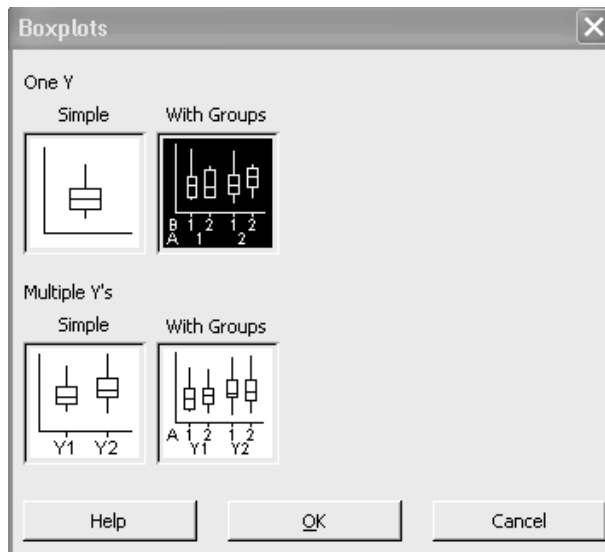 Boxplots
One Y
Simple With Groups
B 1 2 1 2
A 1 2
Multiple Y's
Simple With Groups
Y1 Y2
A 1 2 1 2
Y1 Y2
Help OK Cancel